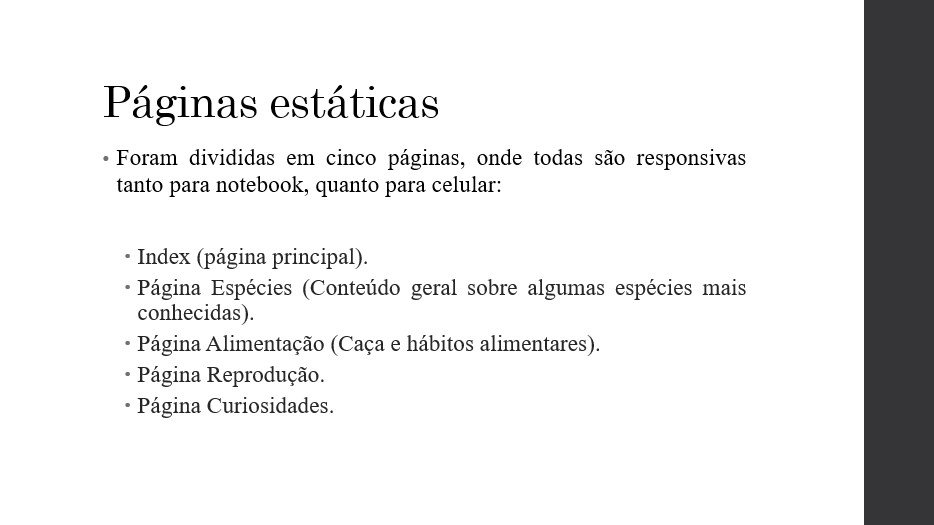 Páginas estáticas
• Foram divididas em cinco páginas, onde todas são responsivas
tanto para notebook, quanto para celular:
• Index (página principal).
• Página Espécies (Conteúdo geral sobre algumas espécies mais
conhecidas).
• Página Alimentação (Caça e hábitos alimentares).
• Página Reprodução.
• Página Curiosidades.